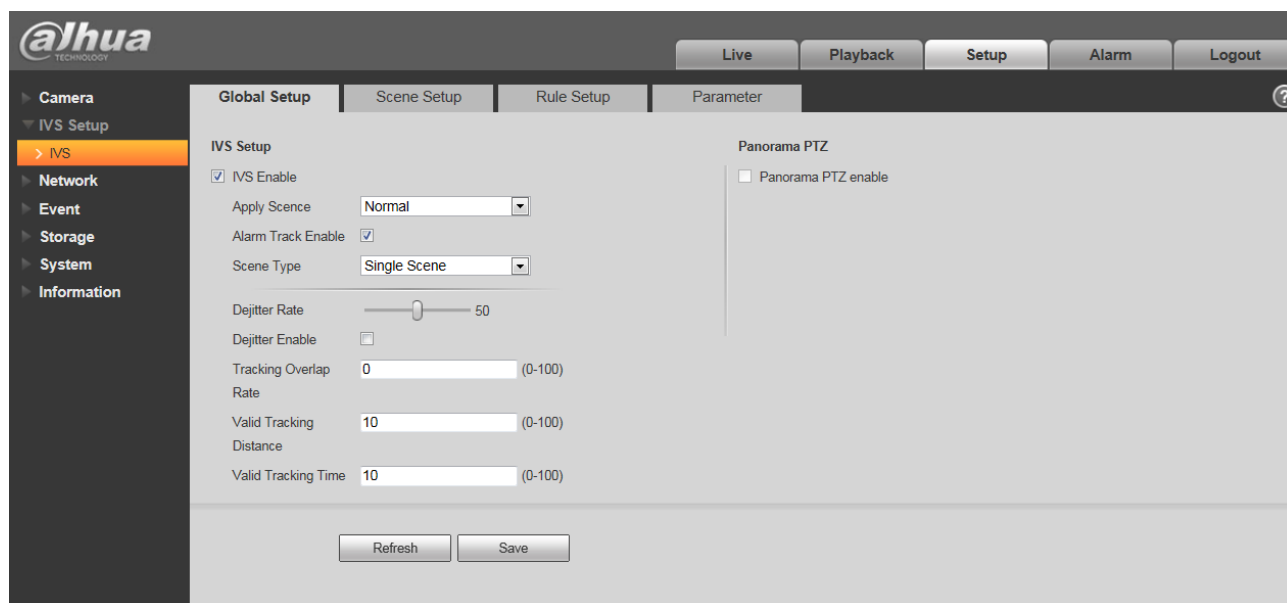 alhua
TECHNOLOGY
Live
Playback
Setup
Alarm
Logout
Camera
IVS Setup
IVS
Network
Event
Storage
System
Information
Global Setup
Scene Setup
Rule Setup
Parameter
?
IVS Setup
IVS Enable
Apply Scence
Normal
Alarm Track Enable
Scene Type
Single Scene
Dejitter Rate
50
Dejitter Enable
Tracking Overlap
Rate
0
(0-100)
Valid Tracking
Distance
10
(0-100)
Valid Tracking Time
10
(0-100)
Panorama PTZ
Panorama PTZ enable
Refresh
Save